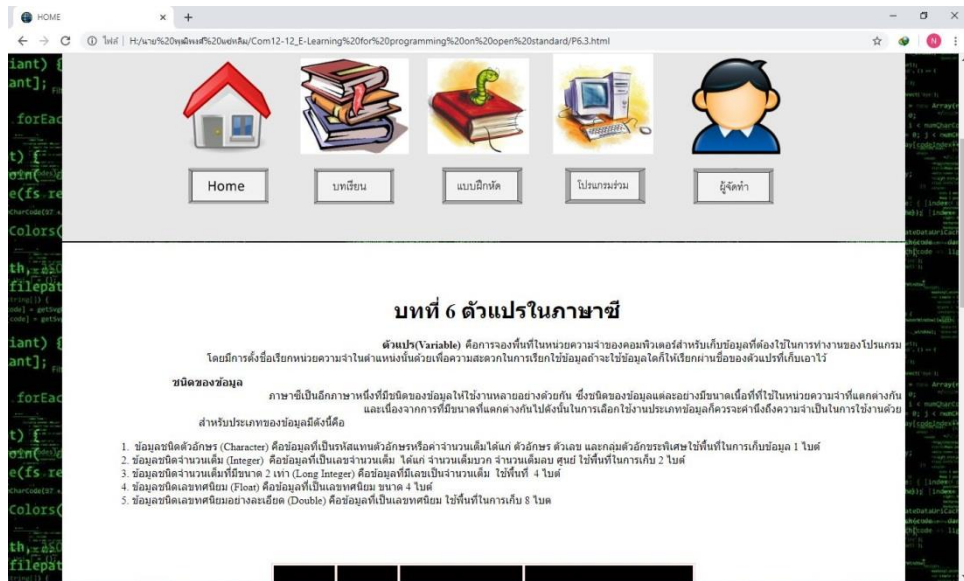 HOME
ไฟล์ | H:/นาย%20พุฒิพงศ์%20แซ่หลิม/Com12-12_E-Learning%20for%20programming%20on%20open%20standard/P6.3.html
Home
บทเรียน
แบบฝึกหัด
โปรแกรมร่วม
ผู้จัดทำ
บทที่ 6 ตัวแปรในภาษาซี
ตัวแปร(Variable) คือการจองพื้นที่ในหน่วยความจำของคอมพิวเตอร์สำหรับเก็บข้อมูลที่ต้องใช้ในการทำงานของโปรแกรม
โดยมีการตั้งชื่อเรียกหน่วยความจำในตำแหน่งนั้นด้วยเพื่อความสะดวกในการเรียกใช้ข้อมูลถ้าจะใช้ข้อมูลใดก็ให้เรียกผ่านชื่อของตัวแปรที่เก็บเอาไว้
ชนิดของข้อมูล
ภาษาซีเป็นอีกภาษาหนึ่งที่มีชนิดของข้อมูลให้ใช้งานหลายอย่างด้วยกัน ซึ่งชนิดของข้อมูลแต่ละอย่างมีขนาดเนื้อที่ที่ใช้ในหน่วยความจำที่แตกต่างกัน
และเนื่องจากการที่มีขนาดที่แตกต่างกันไปดังนั้นในการเลือกใช้งานประเภทข้อมูลก็ควรจะคำนึงถึงความจำเป็นในการใช้งานด้วย
สำหรับประเภทของข้อมูลมีดังนี้คือ
1. ข้อมูลชนิดตัวอักษร (Character) คือข้อมูลที่เป็นรหัสแทนตัวอักษรหรือค่าจำนวนเต็มได้แก่ ตัวอักษร ตัวเลข และกลุ่มตัวอักขระพิเศษใช้พื้นที่ในการเก็บข้อมูล 1 ไบต์
2. ข้อมูลชนิดจำนวนเต็ม (Integer) คือข้อมูลที่เป็นเลขจำนวนเต็ม ได้แก่ จำนวนเต็มบวก จำนวนเต็มลบ ศูนย์ ใช้พื้นที่ในการเก็บ 2 ไบต์
3. ข้อมูลชนิดจำนวนเต็มที่มีขนาด 2 เท่า (Long Integer) คือข้อมูลที่มีเลขเป็นจำนวนเต็ม ใช้พื้นที่ 4 ไบต์
4. ข้อมูลชนิดเลขทศนิยม (Float) คือข้อมูลที่เป็นเลขทศนิยม ขนาด 4 ไบต์
5. ข้อมูลชนิดเลขทศนิยมอย่างละเอียด (Double) คือข้อมูลที่เป็นเลขทศนิยม ใช้พื้นที่ในการเก็บ 8 ไบต